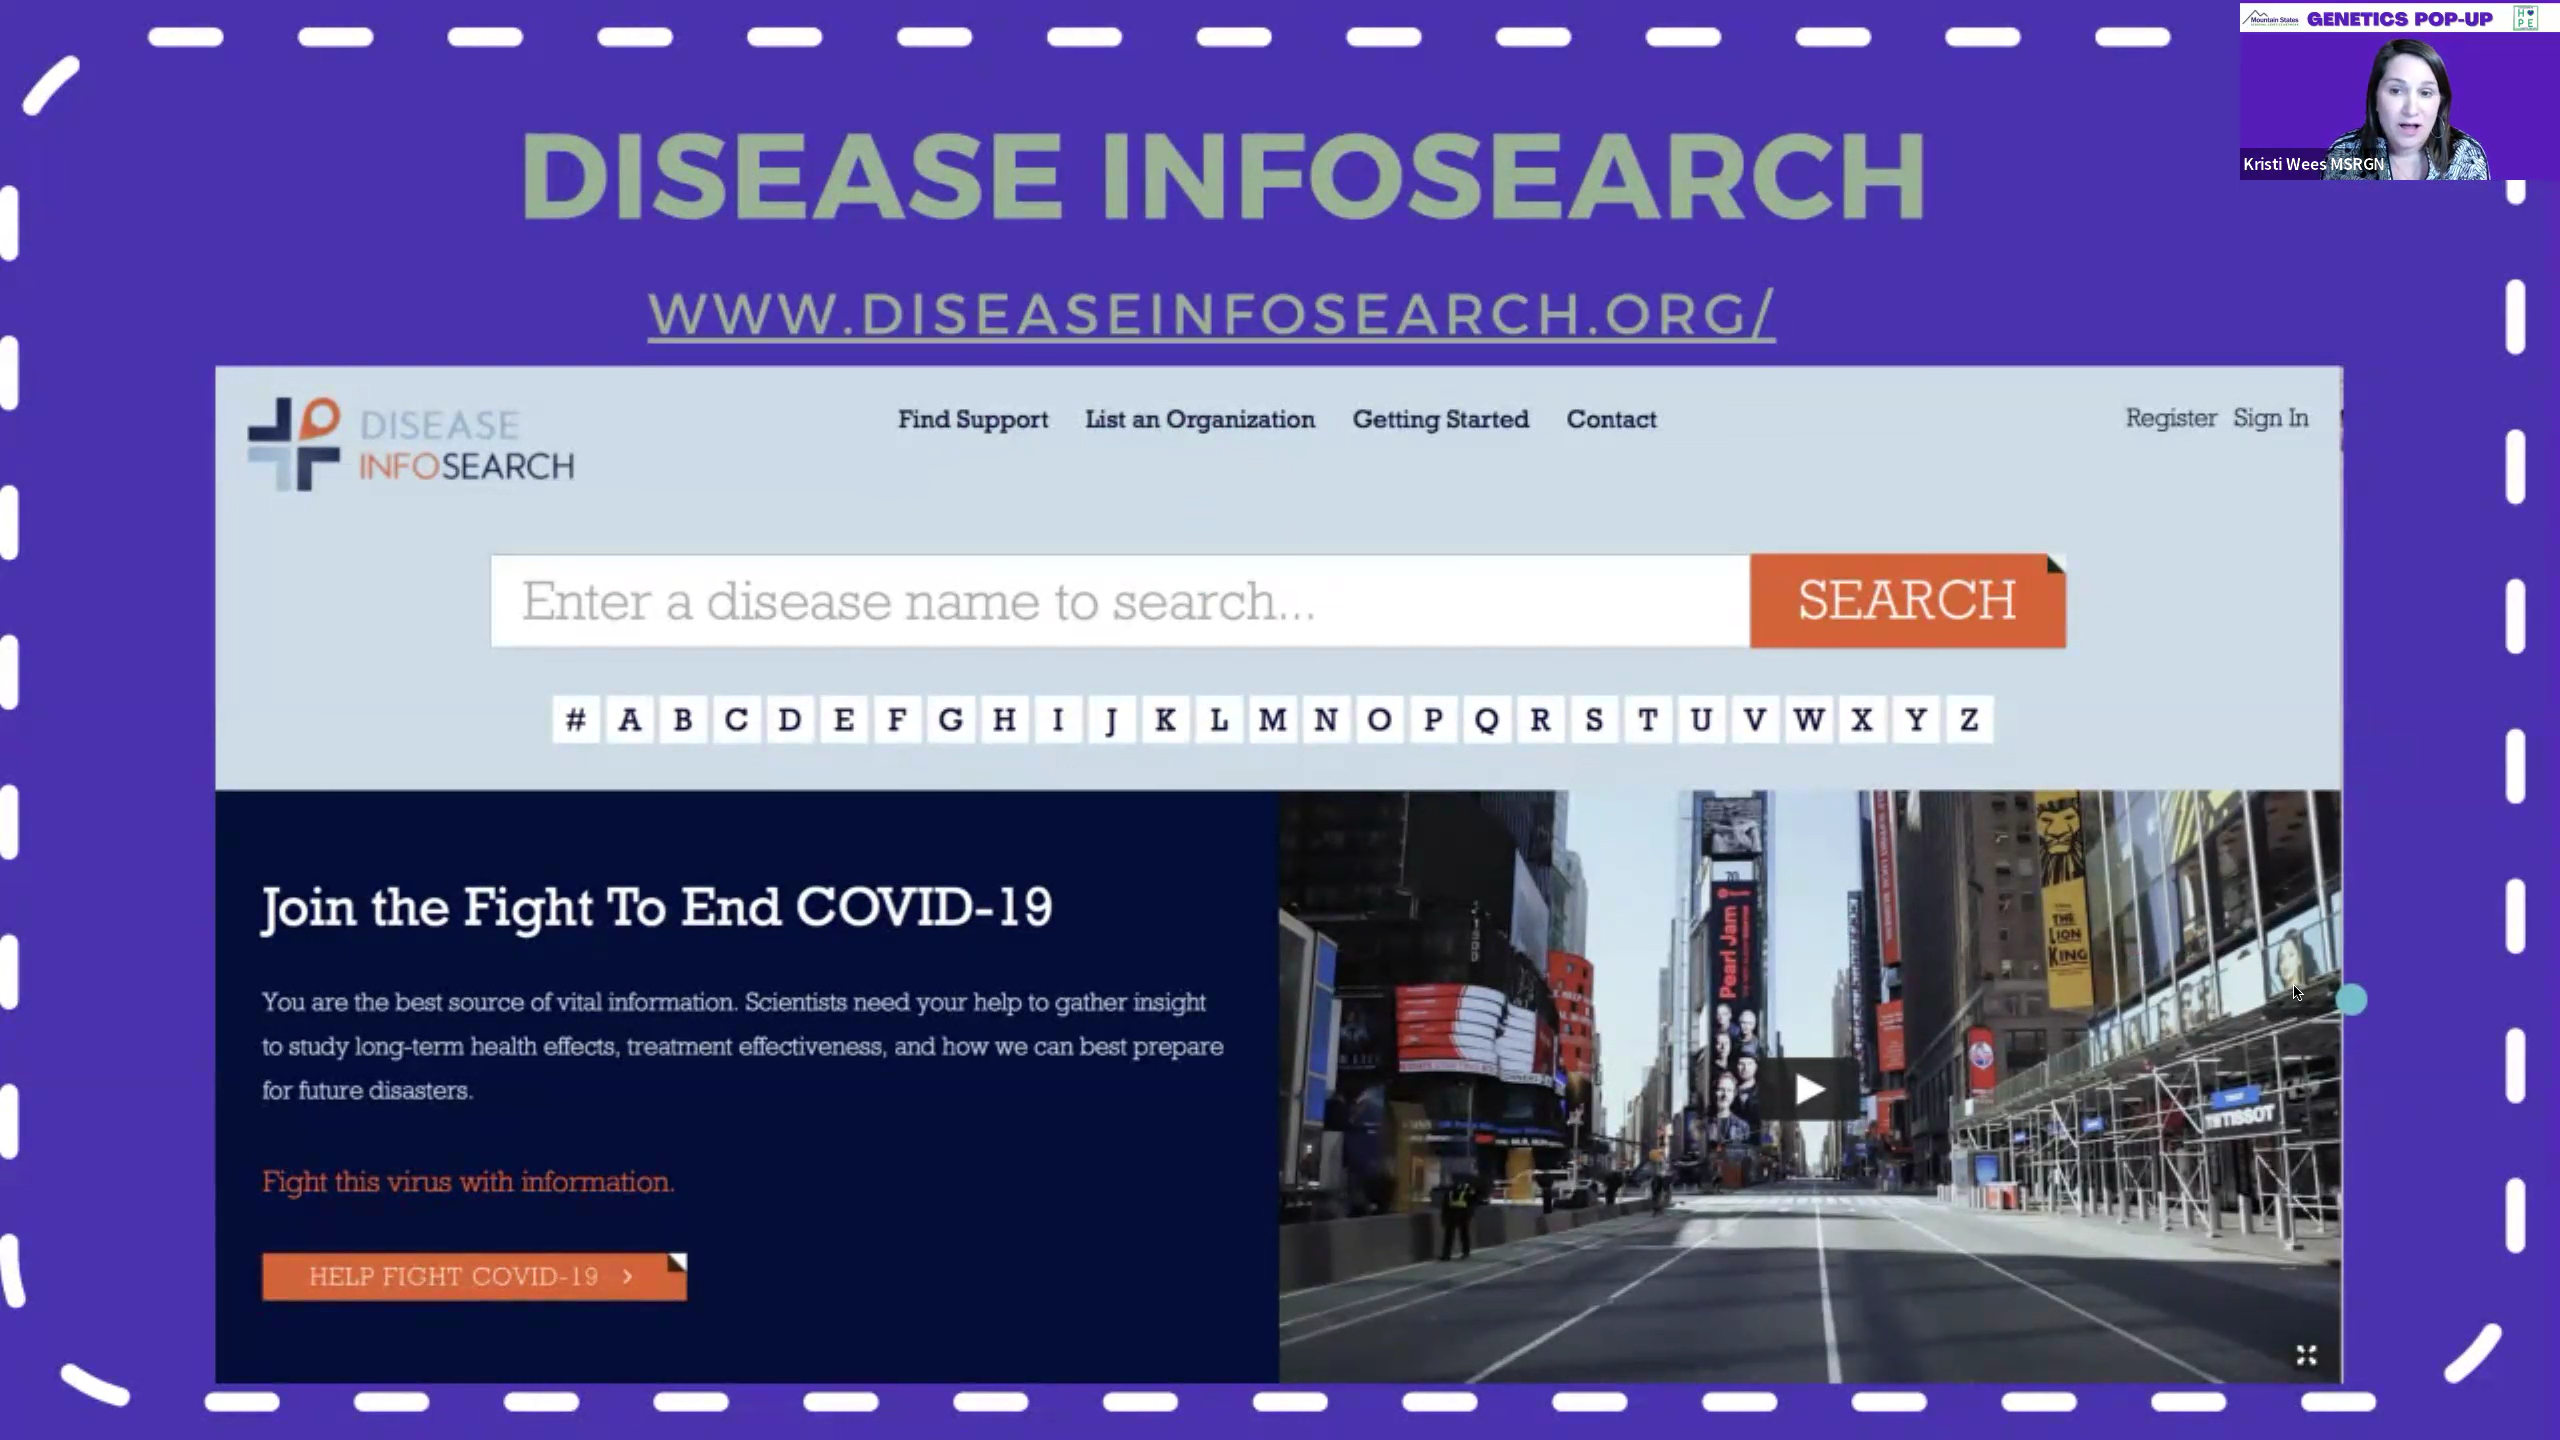 Mountain States
GENETICS POP-UP
H
P E
Kristi Wees MSRGN
DISEASE INFOSEARCH
WWW.DISEASEINFOSEARCH.ORG/
DISEASE
INFOSEARCH
Find Support List an Organization Getting Started Contact
Register Sign In
Enter a disease name to search...
SEARCH
# A B C D E F G H I J K L M N O P Q R S T U V W X Y Z
Join the Fight To End COVID-19
You are the best source of vital information. Scientists need your help to gather insight
to study long-term health effects, treatment effectiveness, and how we can best prepare
for future disasters.
Fight this virus with information.
HELP FIGHT COVID-19 >
Pearl Jam
THE
LION
KING
TISSOT